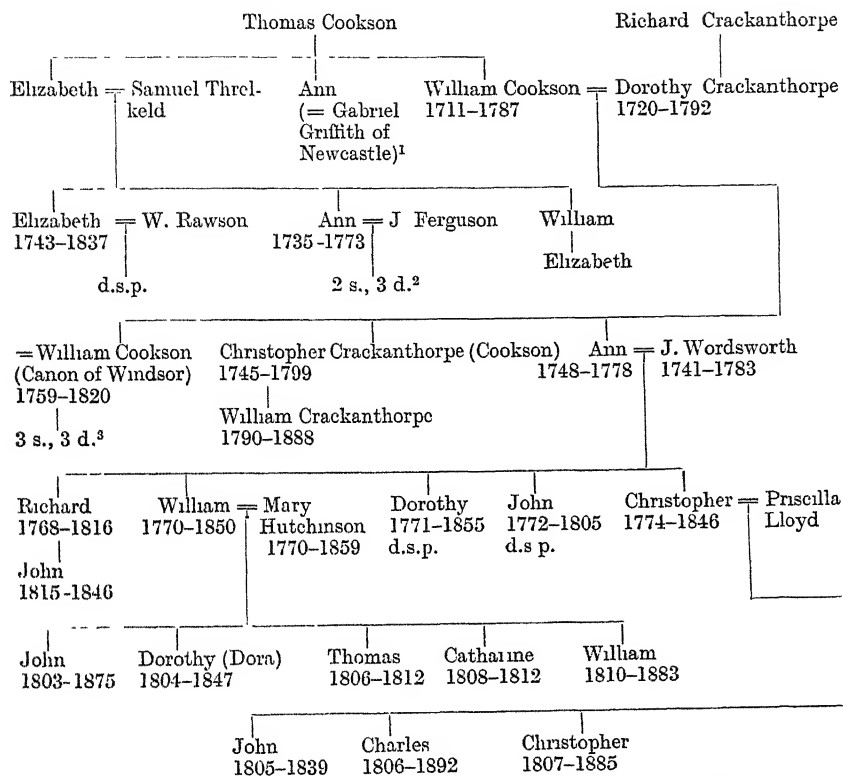 Thomas Cookson Richard Crackanthorpe
Elizabeth = Samuel Threl- Ann William Cookson = Dorothy Crackanthorpe
keld (= Gabriel 1711–1787 1720–1792
Griffith of
Newcastle)¹
Elizabeth = W. Rawson Ann = J Ferguson William
1743–1837 1735-1773
d.s.p. 2 s., 3 d.² Elizabeth
=William Cookson Christopher Crackanthorpe (Cookson) Ann = J. Wordsworth
(Canon of Windsor) 1745–1799 1748–1778 1741–1783
1759–1820
3 s., 3 d.³ William Crackanthorpe
1790–1888
Richard William = Mary Dorothy John Christopher = Priscilla
1768–1816 1770–1850 Hutchinson 1771–1855 1772–1805 1774–1846 Lloyd
1770–1859 d.s.p. d.s p.
John
1815-1846
John Dorothy (Dora) Thomas Catharine William
1803-1875 1804–1847 1806–1812 1808–1812 1810–1883
John Charles Christopher
1805–1839 1806–1892 1807–1885